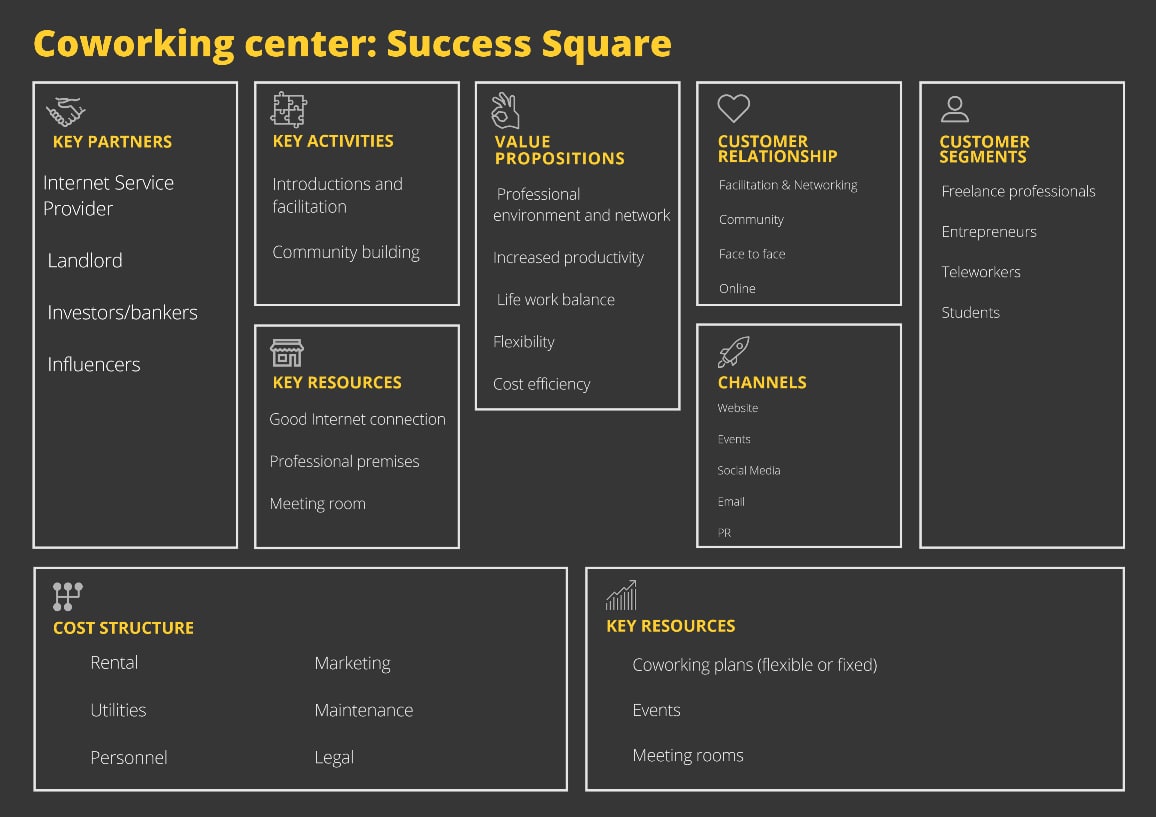 Coworking center: Success Square
KEY PARTNERS
Internet Service
Provider
Landlord
Investors/bankers
Influencers
KEY ACTIVITIES
Introductions and
facilitation
Community building
KEY RESOURCES
Good Internet connection
Professional premises
Meeting room
VALUE
PROPOSITIONS
Professional
environment and network
Increased productivity
Life work balance
Flexibility
Cost efficiency
CUSTOMER
RELATIONSHIP
Facilitation & Networking
Community
Face to face
Online
CHANNELS
Website
Events
Social Media
Email
PR
CUSTOMER
SEGMENTS
Freelance professionals
Entrepreneurs
Teleworkers
Students
COST STRUCTURE
Rental
Utilities
Personnel
Marketing
Maintenance
Legal
KEY RESOURCES
Coworking plans (flexible or fixed)
Events
Meeting rooms